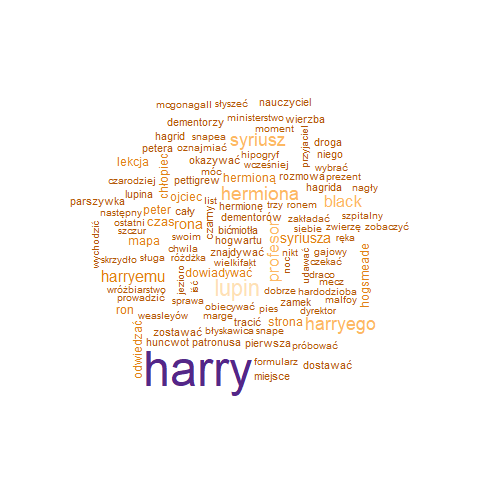 mcgonagall słyszeć nauczyciel
dementorzy ministerstwo wierzba
moment
hagrid snapea syriusz przyjaciel droga
petera oznajmiać hipogryf niego
lekcja chłopiec okazywać wcześniej wybrać
móc
czarodziej pettigrew hermioną rozmowa prezent
lupina ojciec hermiona hagrida nagły
parszywka list black
następny peter cały czarny hermionę trzy ronem szpitalny
ostatni czas rona dementorów zakładać zobaczyć
wychodzić szczur swoim bićmiotła profesor siebie zwierzę
mapa hogwartu syriusza ręka
chwila znajdywać nikt udawać gajowy hogsmeade
skrzydło sługa różdżka wielkifakt noc czekać
harryemu jezioro iść dowiadywać draco
wróżbiarstwo lupin dobrze hardodzioba mecz
prowadzić sprawa obiecywać pies zamek malfoy
ron weasleyów marge dyrektor
odwiedzać tracić strona harryego
zostawać błyskawica snape
huncwot patronusa pierwsza próbować
harry formularz dostawać
miejsce